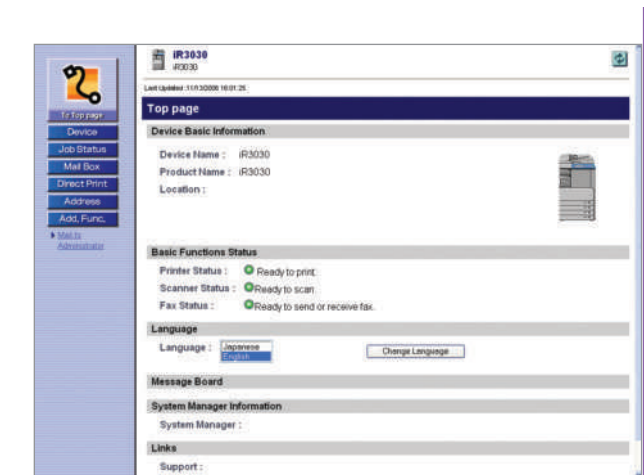 iR3030
iR3030
Last Updated :11/13/2006 16:01:25
To Top page
Device
Job Status
Mail Box
Direct Print
Address
Add. Func.
Mail to
Administrator
Top page
Device Basic Information
Device Name : iR3030
Product Name : iR3030
Location :
Basic Functions Status
Printer Status : Ready to print.
Scanner Status : Ready to scan.
Fax Status : Ready to send or receive fax.
Language
Language : Japanese
English
Change Language
Message Board
System Manager Information
System Manager :
Links
Support :